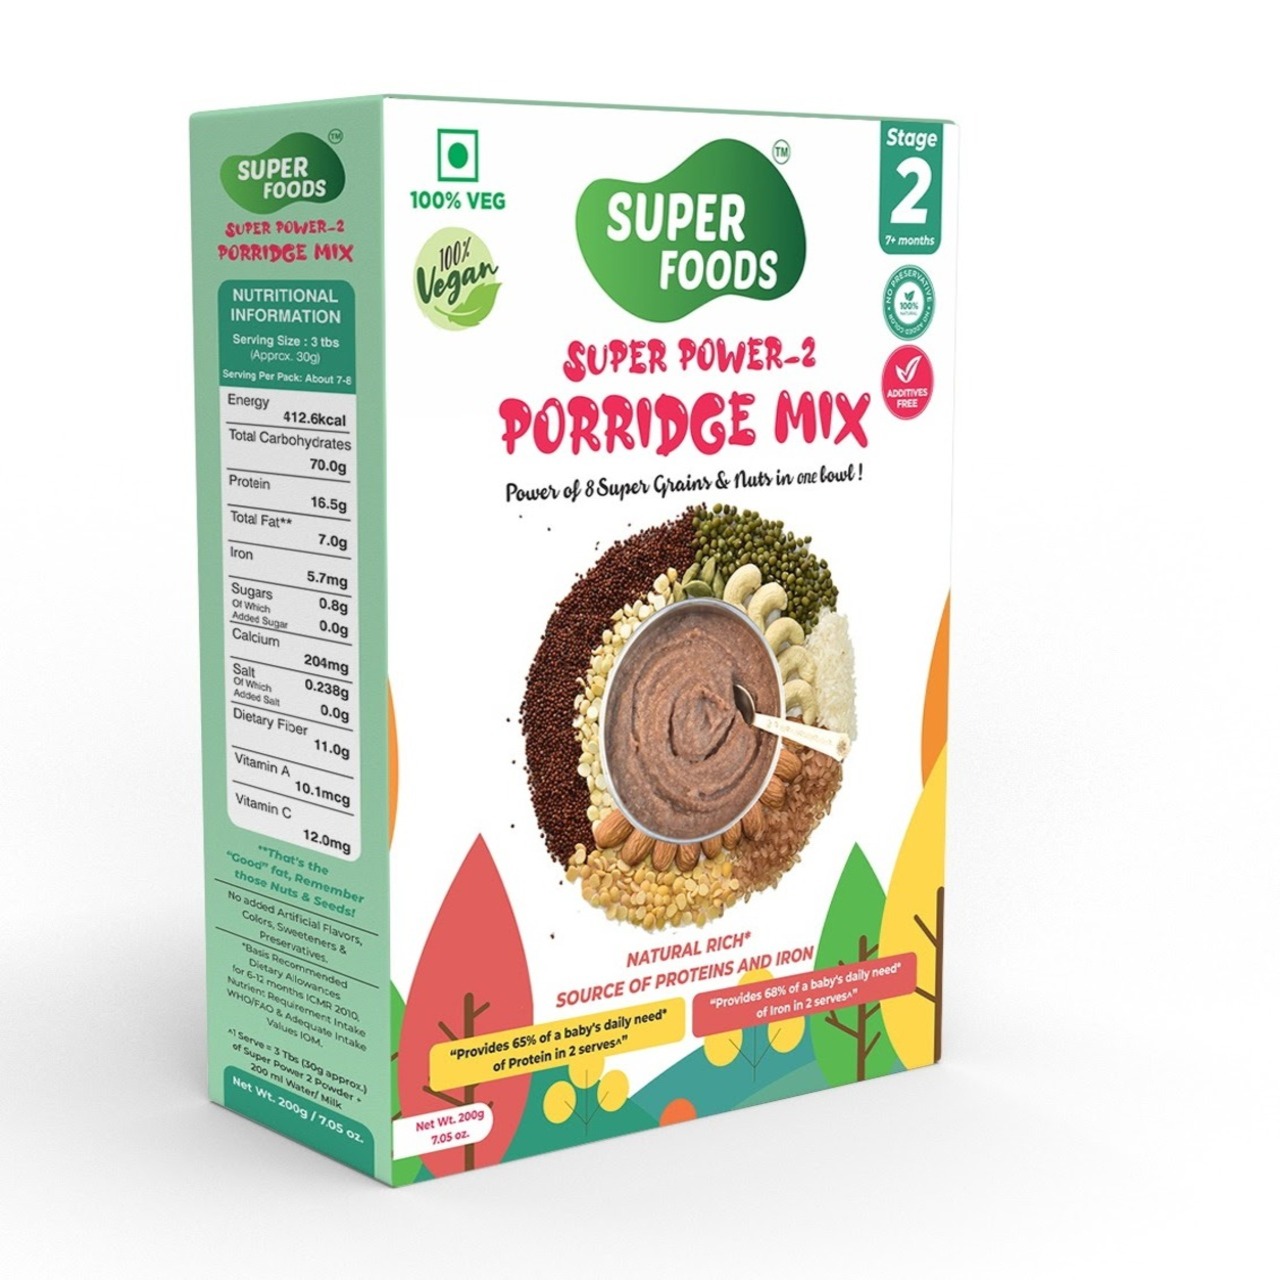 SUPER
FOODS
TM
SUPER POWER-2
PORRIDGE MIX
NUTRITIONAL
INFORMATION
Serving Size : 3 tbs
(Approx. 30g)
Serving Per Pack: About 7-8
Energy
412.6kcal
Total Carbohydrates
70.0g
Protein
16.5g
Total Fat**
7.0g
Iron
5.7mg
Sugars
0.8g
Of Which
Added Sugar
0.0g
Calcium
204mg
Salt
0.238g
Of Which
Added Salt
0.0g
Dietary Fiber
11.0g
Vitamin A
10.1mcg
Vitamin C
12.0mg
**That's the
"Good" fat, Remember
those Nuts & Seeds!
No added Artificial Flavors,
Colors, Sweeteners &
Preservatives.
*Basis Recommended
Dietary Allowances
for 6-12 months ICMR 2010,
Nutrient Requirement Intake
WHO/FAO & Adequate Intake
Values IOM.
^1 Serve = 3 Tbs (30g approx.)
of Super Power 2 Powder +
200 ml Water/ Milk
Net Wt. 200g / 7.05 oz.
100% VEG
100%
Vegan
SUPER
FOODS
TM
Stage
2
7+ months
NO PRESERVATIVE
100%
NATURAL
NO ADDED COLOR
ADDITIVES
FREE
SUPER POWER-2
PORRIDGE MIX
Power of 8 Super Grains & Nuts in one bowl !
NATURAL RICH*
SOURCE OF PROTEINS AND IRON
"Provides 65% of a baby's daily need*
of Protein in 2 serves^"
"Provides 68% of a baby's daily need*
of Iron in 2 serves^"
Net Wt. 200g
7.05 oz.